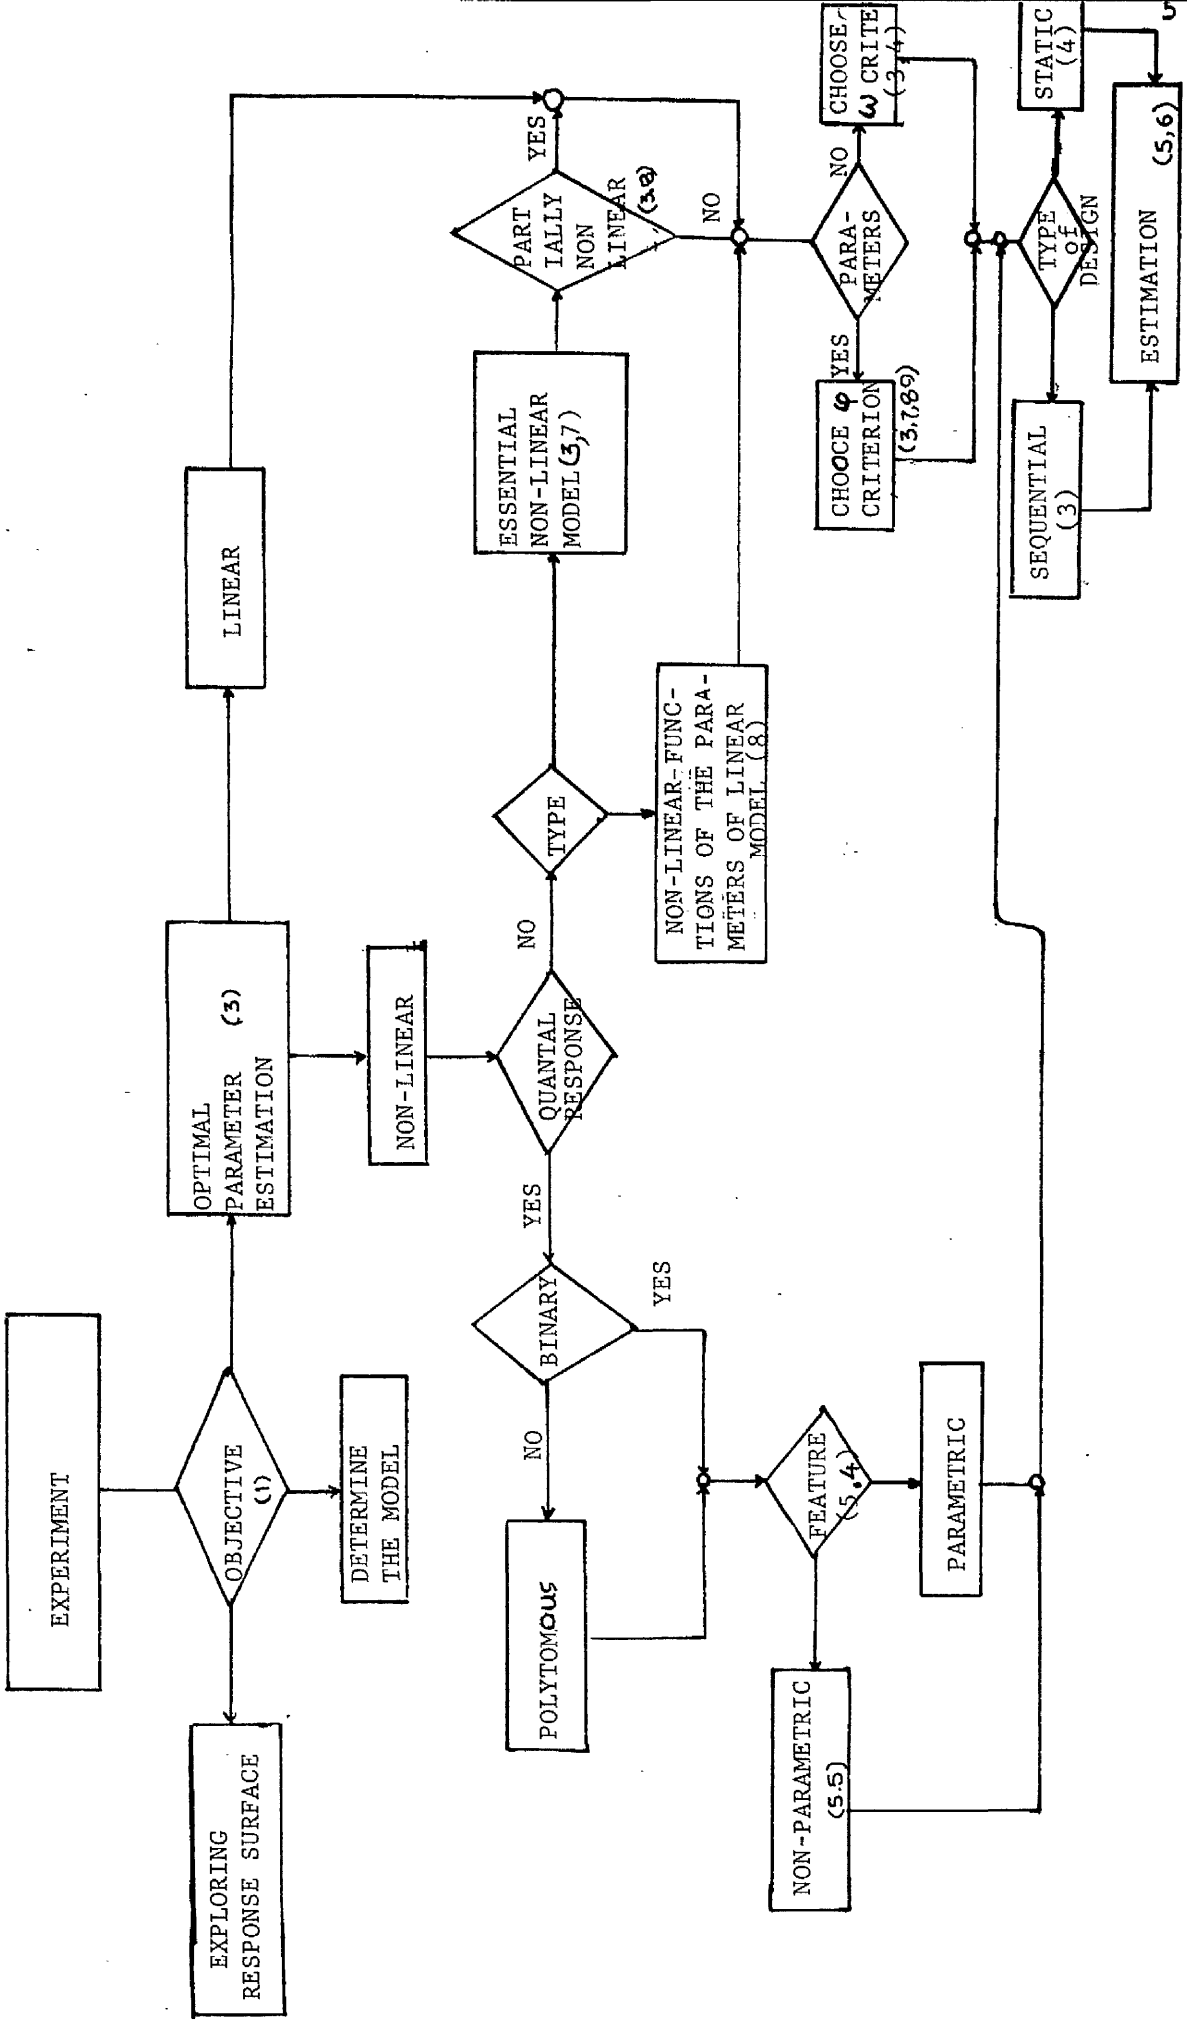 EXPERIMENT
OBJECTIVE
(1)
EXPLORING
RESPONSE SURFACE
DETERMINE
THE MODEL
OPTIMAL
PARAMETER (3)
ESTIMATION
LINEAR
NON-LINEAR
QUANTAL
RESPONSE
YES
NO
BINARY
NO
YES
POLYTOMOUS
TYPE
ESSENTIAL
NON-LINEAR
MODEL (3,7)
NON-LINEAR-FUNC-
TIONS OF THE PARA-
METERS OF LINEAR
MODEL (8)
PART
IALLY
NON
LINEAR
YES
NO
FEATURE
(5.4)
NON-PARAMETRIC
(5.5)
PARAMETRIC
PARA-
METERS
YES
NO
CHOOCE φ
CRITERION
(3,7,89)
CHOOSE
ω CRITE
(3,4)
TYPE
of
DESIGN
SEQUENTIAL
(3)
STATIC
(4)
ESTIMATION
(5,6)